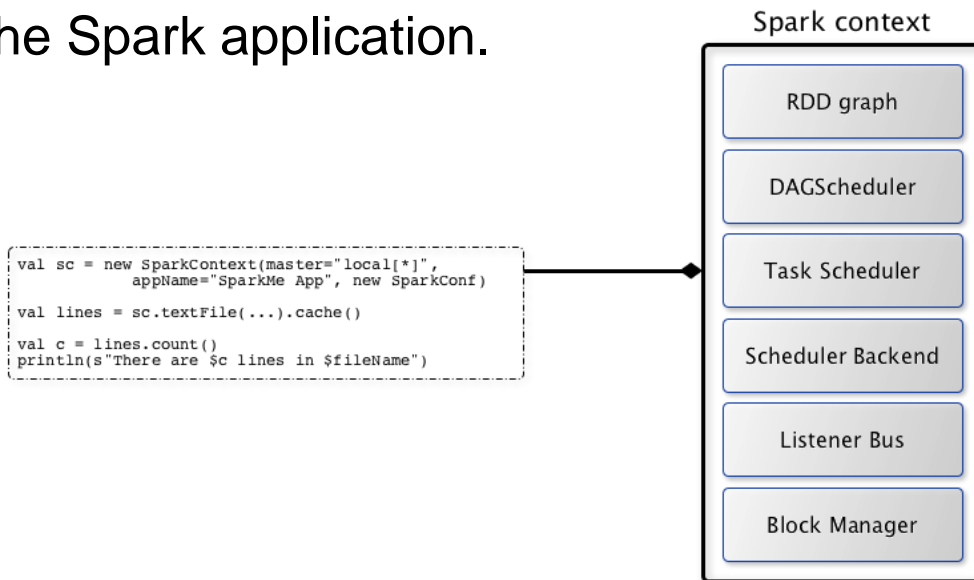 he Spark application.
Spark context
val sc = new SparkContext(master="local[*]",
appName="SparkMe App", new SparkConf)
val lines = sc.textFile(...).cache()
val c = lines.count()
println(s"There are $c lines in $fileName")
RDD graph
DAGScheduler
Task Scheduler
Scheduler Backend
Listener Bus
Block Manager